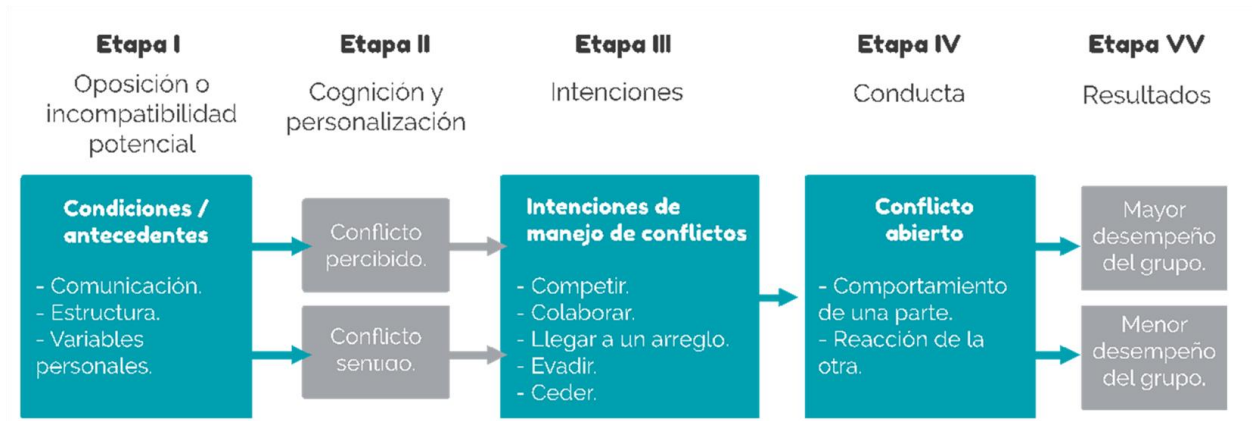 Etapa I
Oposición o
incompatibilidad
potencial
Etapa II
Cognición y
personalización
Etapa III
Intenciones
Etapa IV
Conducta
Etapa VV
Resultados
Condiciones /
antecedentes
- Comunicación.
- Estructura.
- Variables
personales.
Conflicto
percibido.
Conflicto
sentido.
Intenciones de
manejo de conflictos
- Competir.
- Colaborar.
- Llegar a un arreglo.
- Evadir.
- Ceder.
Conflicto
abierto
- Comportamiento
de una parte.
- Reacción de la
otra.
Mayor
desempeño
del grupo.
Menor
desempeño
del grupo.